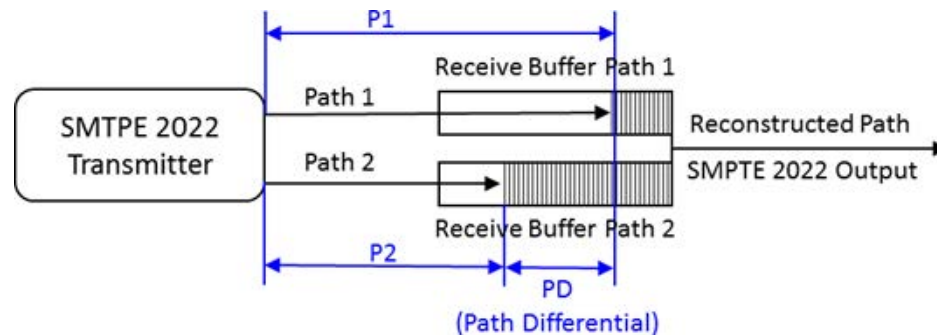 P1
Receive Buffer Path 1
Path 1
SMTPE 2022
Transmitter
Reconstructed Path
Path 2
SMPTE 2022 Output
Receive Buffer Path 2
P2
PD
(Path Differential)